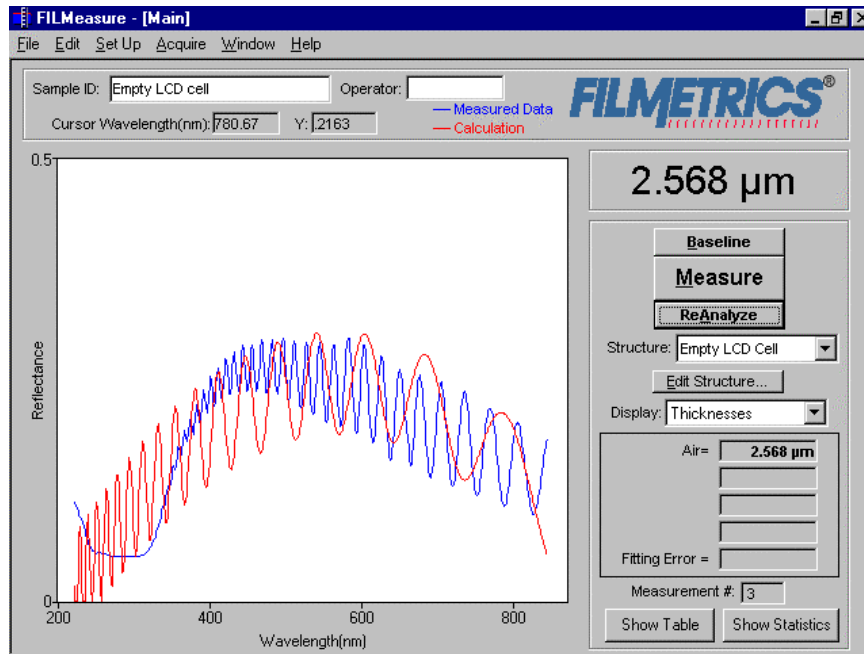 FILMeasure - [Main]
File Edit Set Up Acquire Window Help
Sample ID: Empty LCD cell Operator:
Cursor Wavelength(nm): 780.67 Y: .2163
Measured Data
Calculation
FILMETRICS®
2.568 µm
Baseline
Measure
ReAnalyze
Structure: Empty LCD Cell
Edit Structure...
Display: Thicknesses
Air= 2.568 µm
Fitting Error =
Measurement #: 3
Show Table Show Statistics
0.5
Reflectance
0
200 400 600 800
Wavelength(nm)